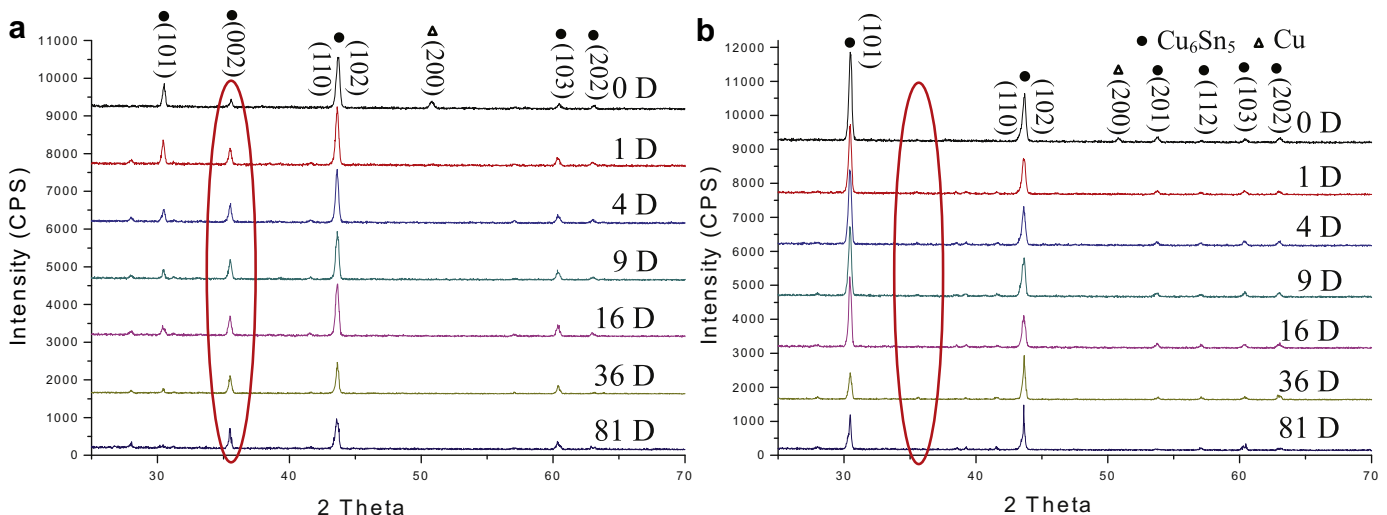 a
(101)
(002)
(110)
(102)
(200)
(103)
(202)
11000
10000
9000
8000
7000
6000
5000
4000
3000
2000
1000
0
Intensity (CPS)
0 D
1 D
4 D
9 D
16 D
36 D
81 D
30
40
50
60
70
2 Theta
b
Cu₆Sn₅
Cu
(101)
(110)
(102)
(200)
(201)
(112)
(103)
(202)
12000
11000
10000
9000
8000
7000
6000
5000
4000
3000
2000
1000
0
Intensity (CPS)
0 D
1 D
4 D
9 D
16 D
36 D
81 D
30
40
50
60
70
2 Theta